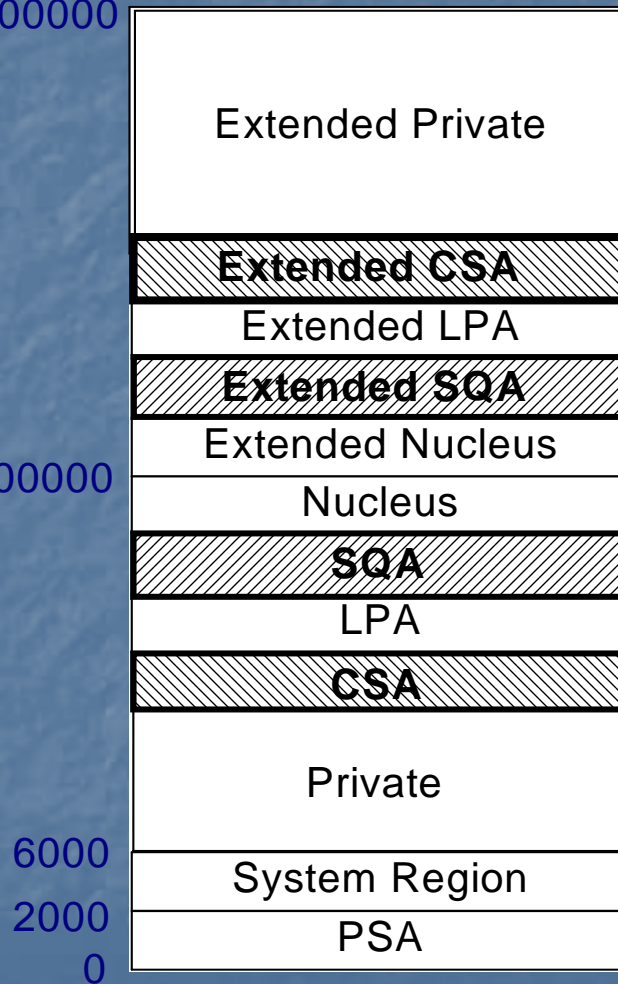 00000
Extended Private
Extended CSA
Extended LPA
Extended SQA
Extended Nucleus
00000
Nucleus
SQA
LPA
CSA
Private
6000
System Region
2000
PSA
0